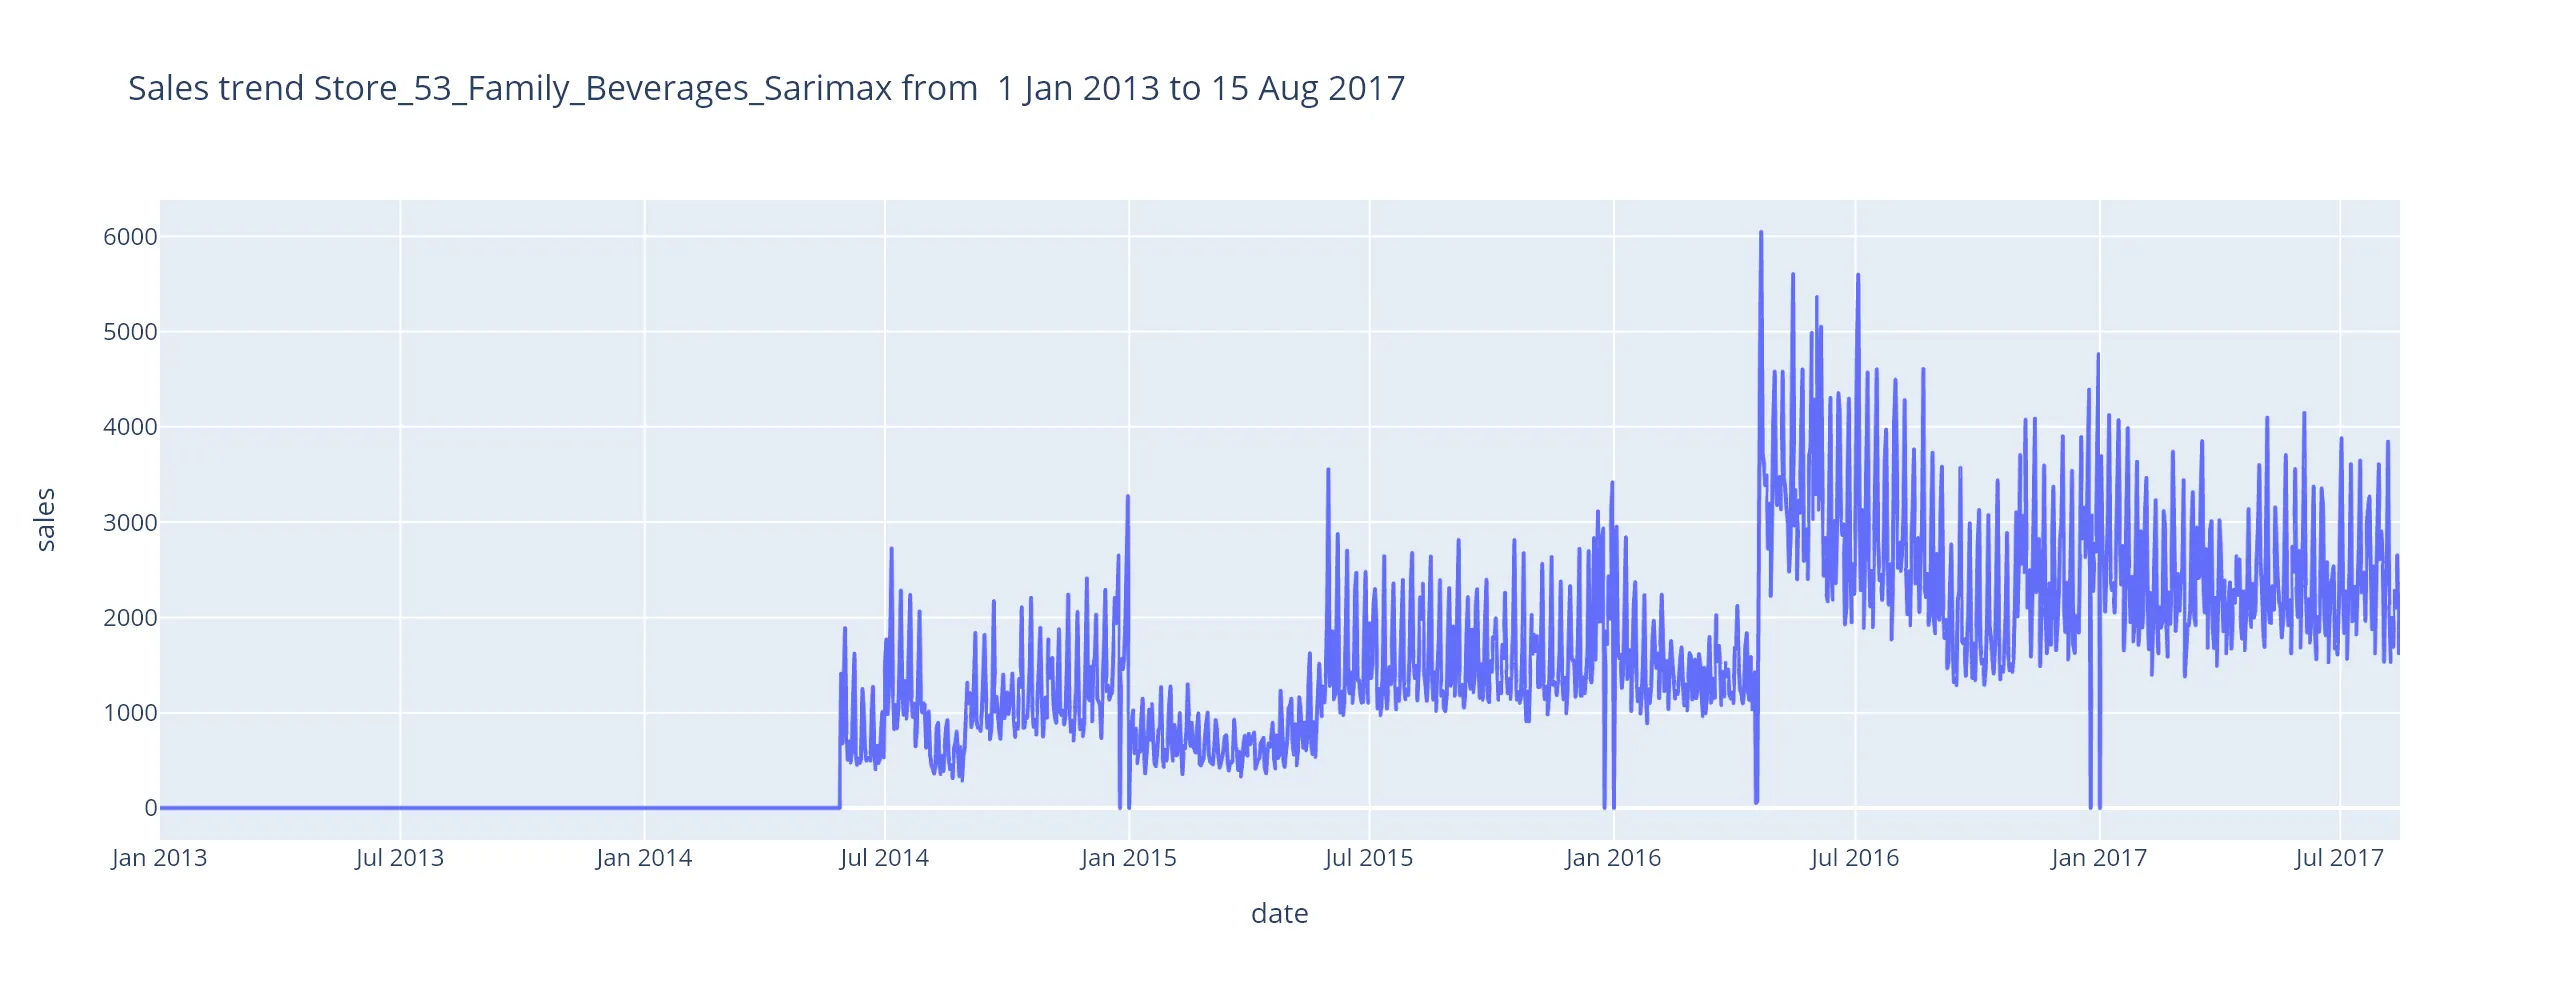 Sales trend Store_53_Family_Beverages_Sarimax from  1 Jan 2013 to 15 Aug 2017
6000
5000
4000
3000
2000
1000
0
sales
Jan 2013 Jul 2013 Jan 2014 Jul 2014 Jan 2015 Jul 2015 Jan 2016 Jul 2016 Jan 2017 Jul 2017
date